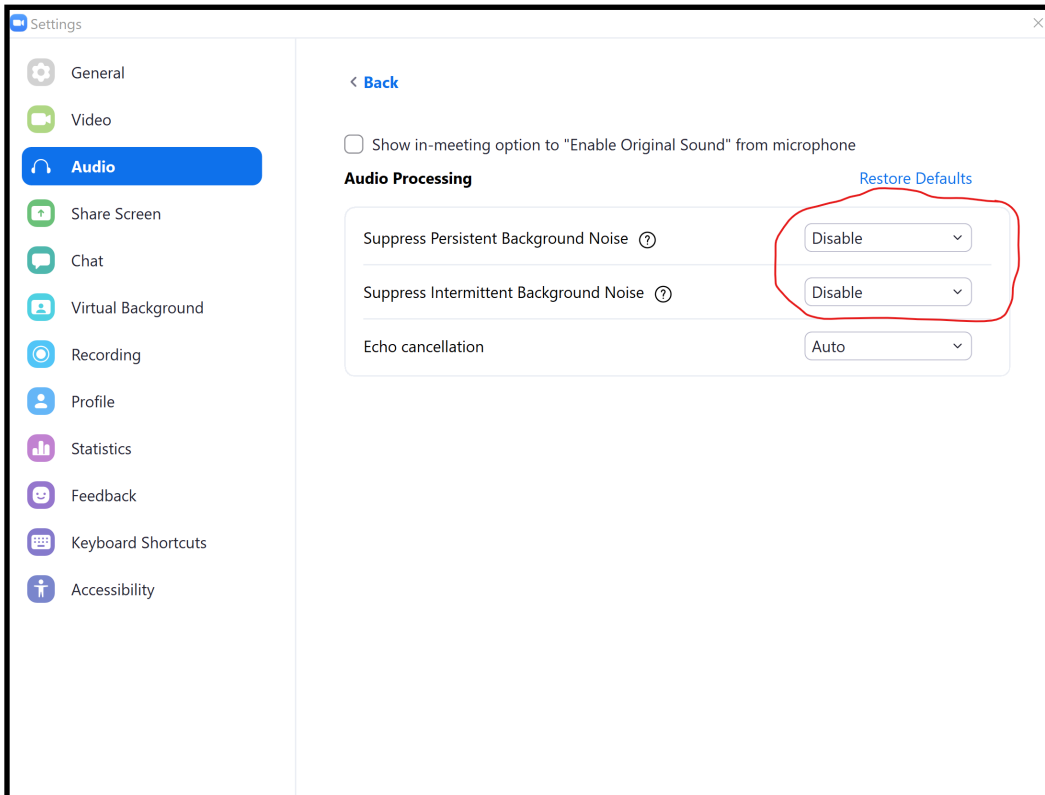 Settings
General
Video
Audio
Share Screen
Chat
Virtual Background
Recording
Profile
Statistics
Feedback
Keyboard Shortcuts
Accessibility
< Back
Show in-meeting option to "Enable Original Sound" from microphone
Audio Processing Restore Defaults
Suppress Persistent Background Noise ? Disable
Suppress Intermittent Background Noise ? Disable
Echo cancellation Auto